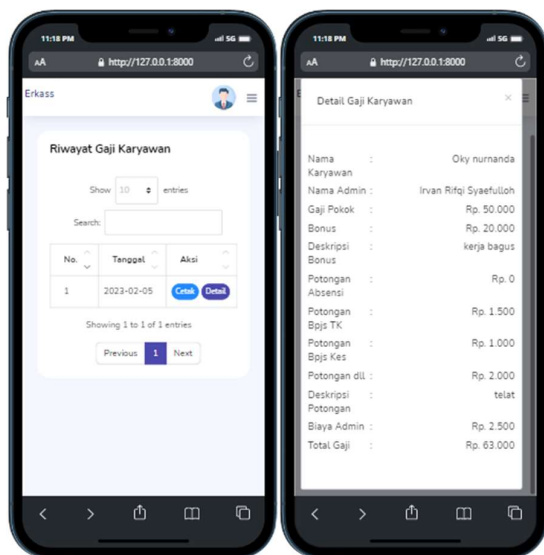 11:18 PM
5G
AA
http://127.0.0.1:8000
Erkass
Riwayat Gaji Karyawan
Show 10 entries
Search:
No. Tanggal Aksi
1 2023-02-05 Cetak Detail
Showing 1 to 1 of 1 entries
Previous 1 Next
11:18 PM
5G
AA
http://127.0.0.1:8000
E
Detail Gaji Karyawan ×
Nama : Oky nurnanda
Karyawan
Nama Admin : Irvan Rifqi Syaefulloh
Gaji Pokok : Rp. 50.000
Bonus : Rp. 20.000
Deskripsi : kerja bagus
Bonus
Potongan : Rp. 0
Absensi
Potongan : Rp. 1.500
Bpjs TK
Potongan : Rp. 1.000
Bpjs Kes
Potongan dll : Rp. 2.000
Deskripsi : telat
Potongan
Biaya Admin : Rp. 2.500
Total Gaji : Rp. 63.000